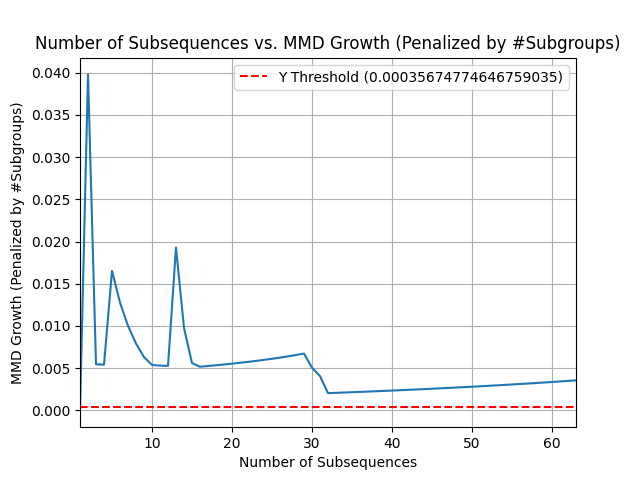 Number of Subsequences vs. MMD Growth (Penalized by #Subgroups)
Y Threshold (0.00035674774646759035)
MMD Growth (Penalized by #Subgroups)
0.040
0.035
0.030
0.025
0.020
0.015
0.010
0.005
0.000
10 20 30 40 50 60
Number of Subsequences